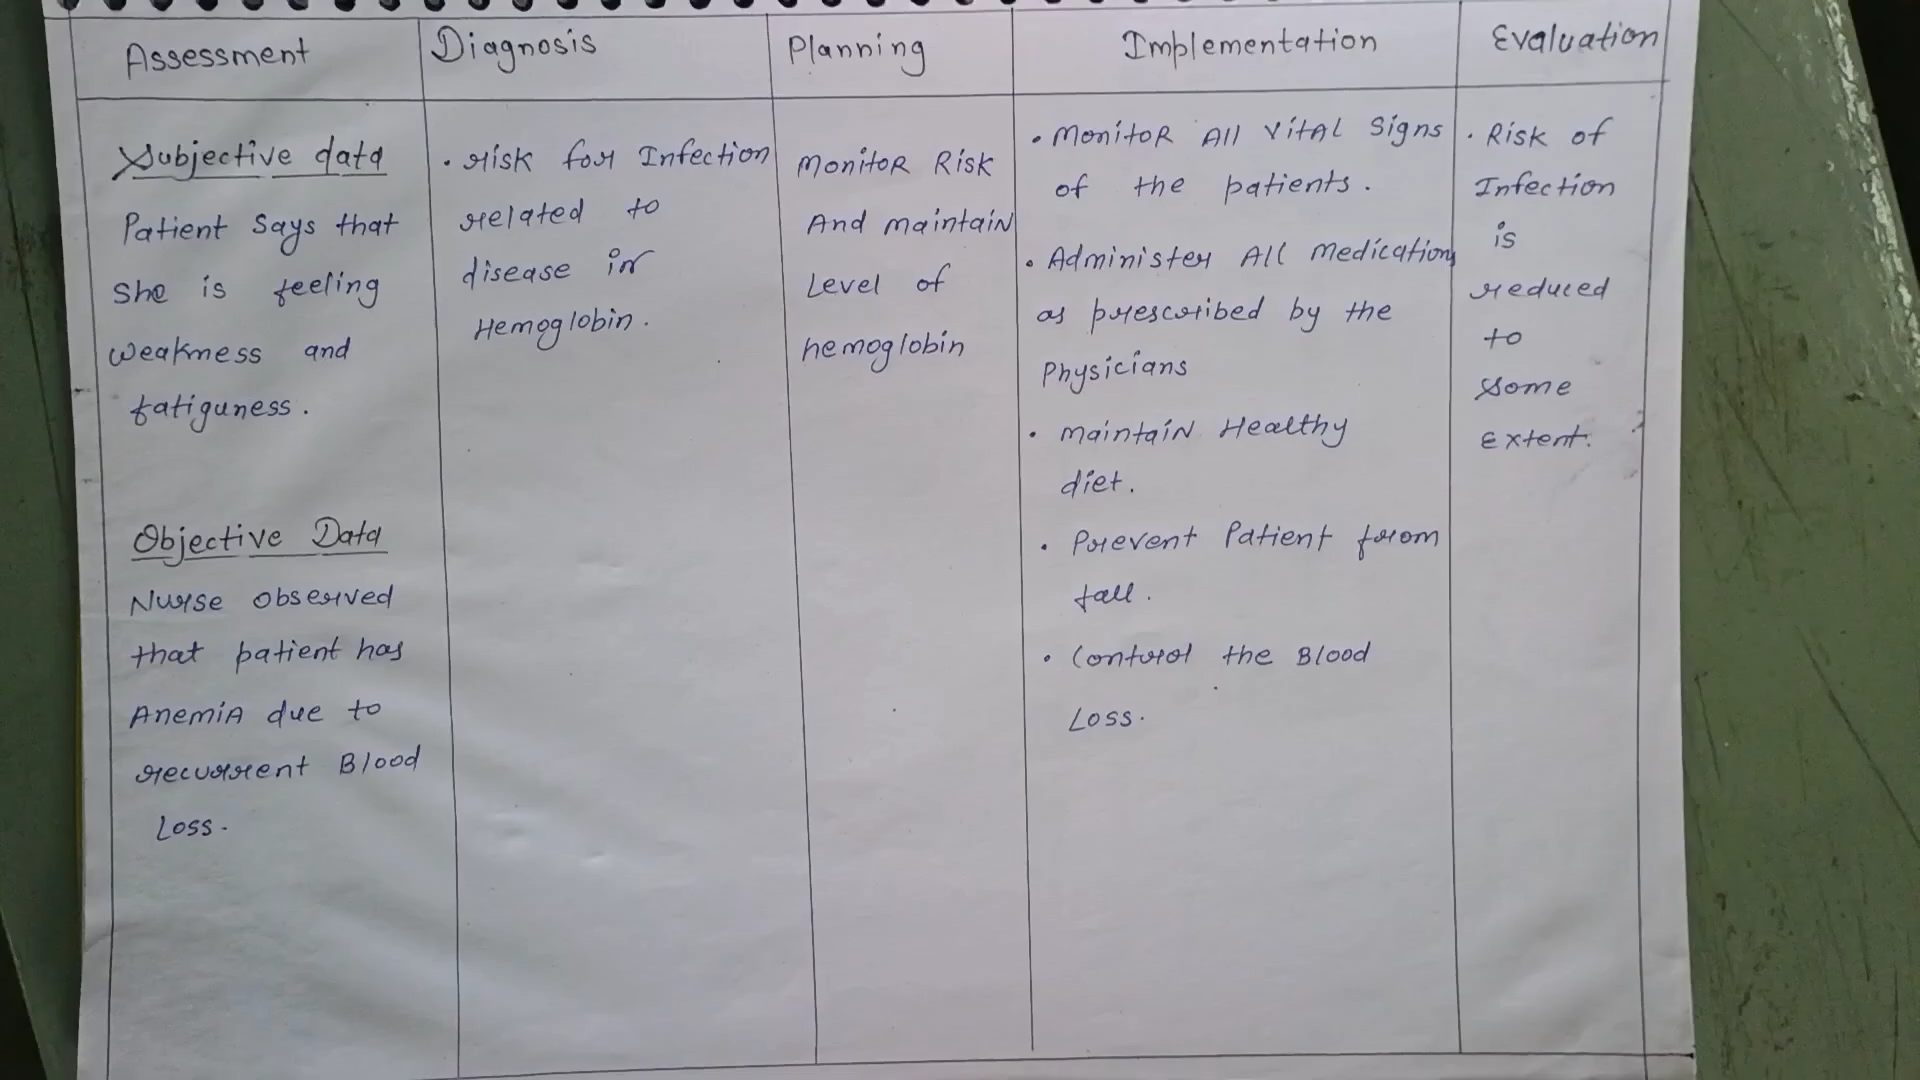 Assessment
Diagnosis
Planning
Implementation
Evaluation
Subjective data
Patient says that
she is feeling
weakness and
fatiguness.
Objective Data
Nurse observed
that patient has
Anemia due to
recurrent Blood
Loss.
• risk for Infection
related to
disease in
Hemoglobin.
Monitor Risk
And maintain
Level of
hemoglobin
• Monitor All vital signs
of the patients.
• Administer All medications
as prescribed by the
Physicians
• maintain Healthy
diet.
• Prevent Patient from
fall.
• Control the Blood
Loss.
• Risk of
Infection
is
reduced
to
some
Extent.